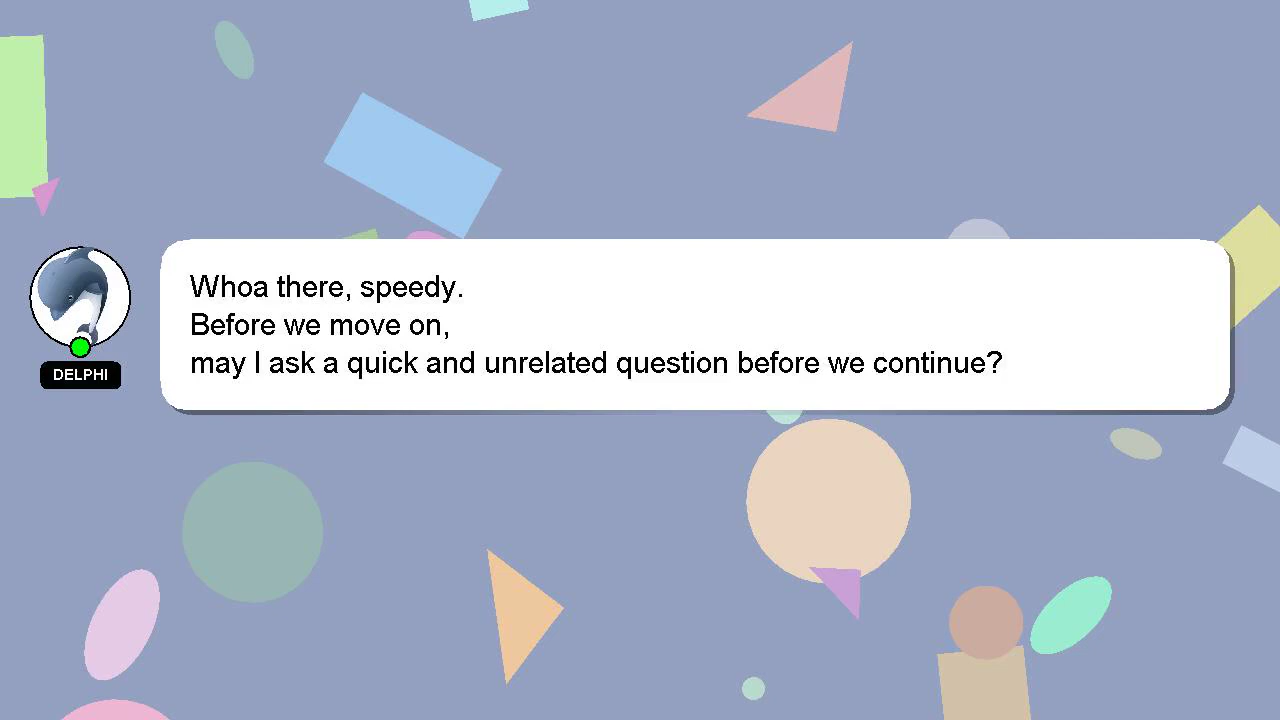 Whoa there, speedy.
Before we move on,
may I ask a quick and unrelated question before we continue?
DELPHI